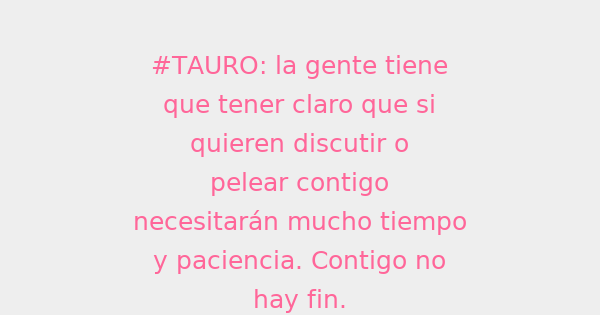 #TAURO: la gente tiene
que tener claro que si
quieren discutir o
pelear contigo
necesitarán mucho tiempo
y paciencia. Contigo no
hay fin.